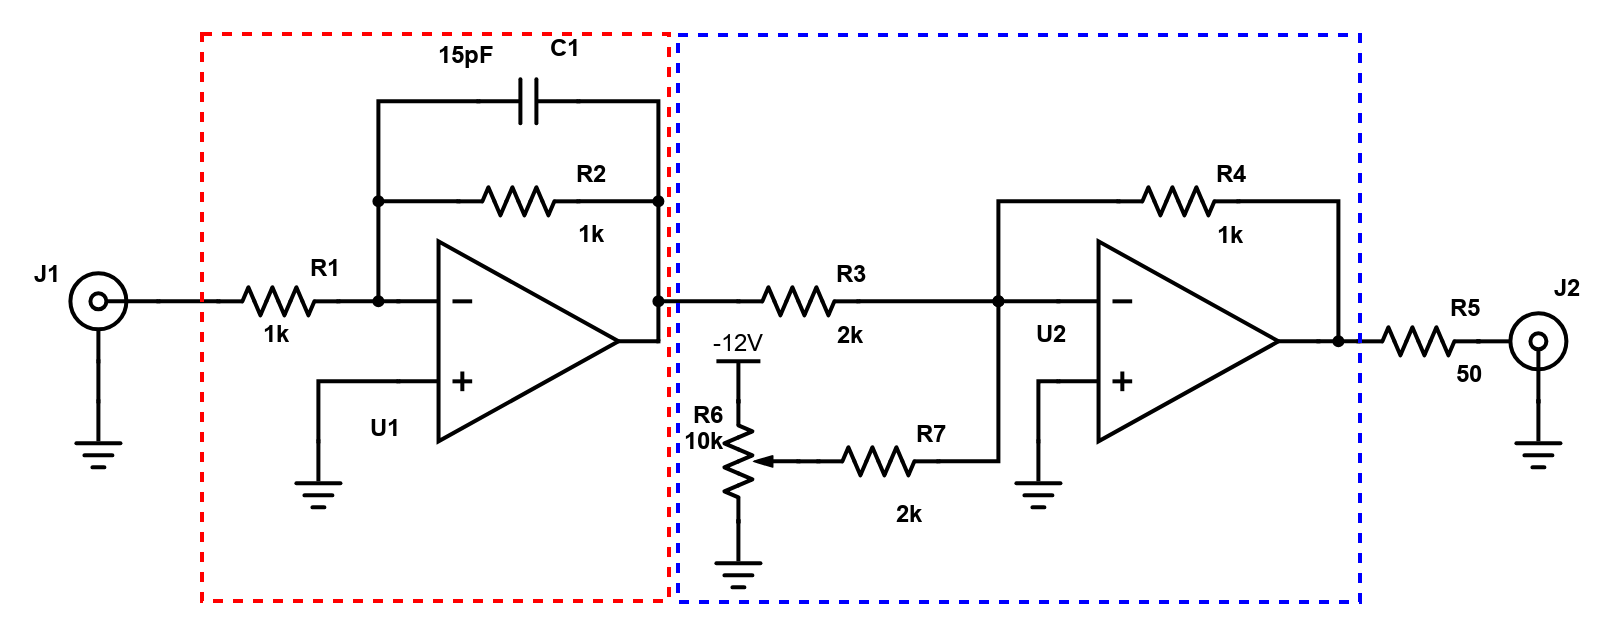 15pF
C1
R2
1k
R4
1k
J1
R1
1k
R3
2k
U1
-12V
R6
10k
R7
2k
U2
R5
50
J2
−
+
−
+